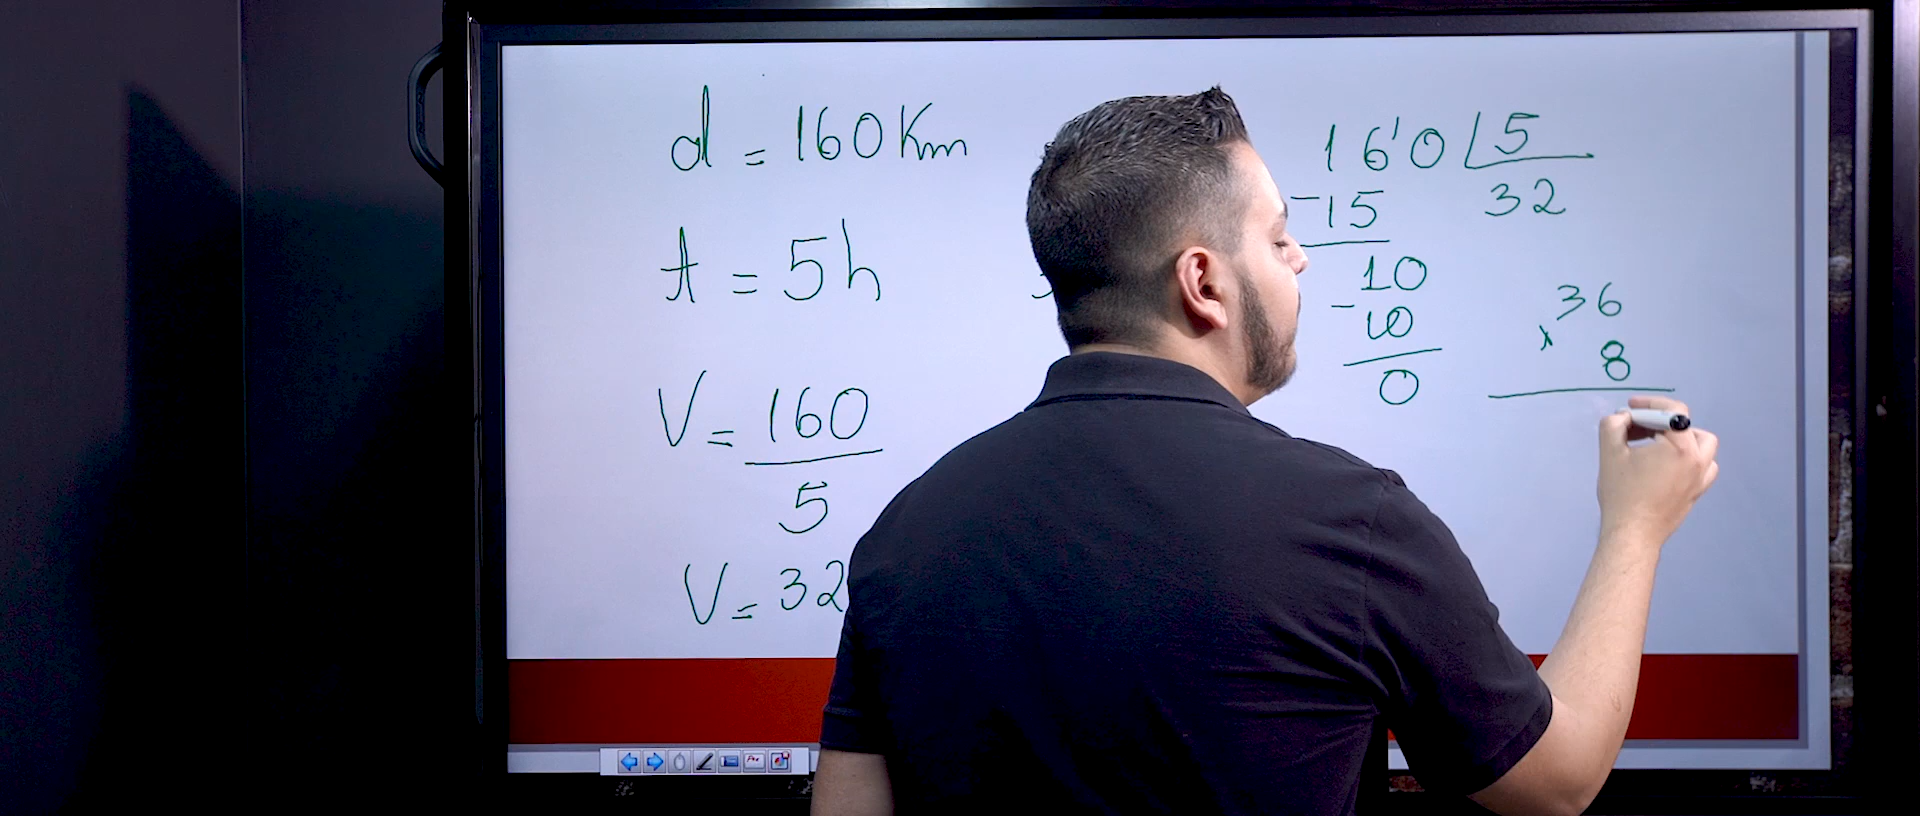 d = 160 Km
t = 5h
V = 160
5
V = 32
16'0 5
-15 32
10
-10
0
36
x 8